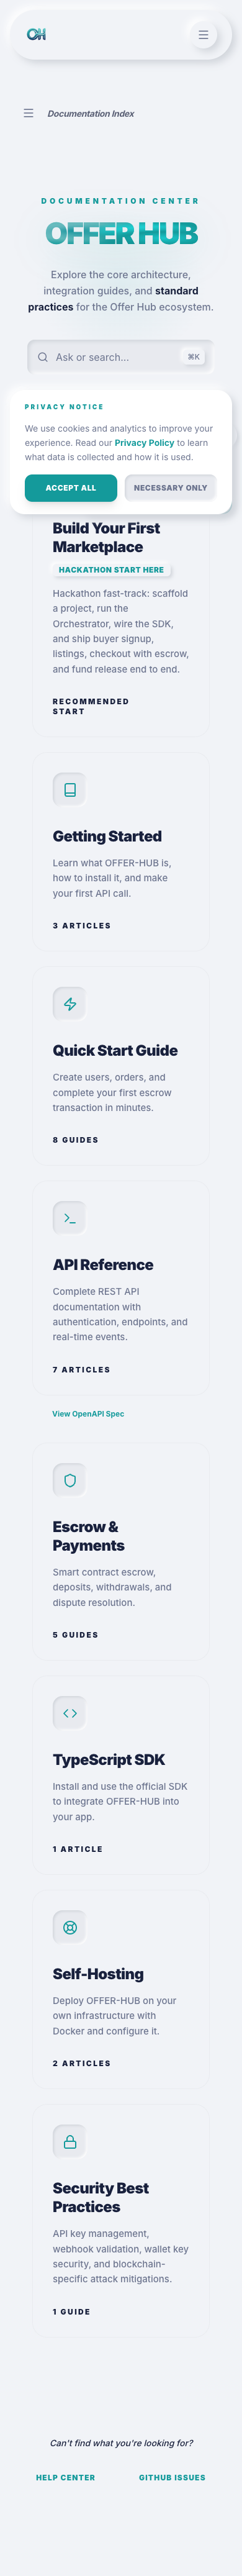 OH
Documentation Index
DOCUMENTATION CENTER
OFFER HUB
Explore the core architecture,
integration guides, and standard
practices for the Offer Hub ecosystem.
Ask or search...
⌘K
PRIVACY NOTICE
We use cookies and analytics to improve your
experience. Read our Privacy Policy to learn
what data is collected and how it is used.
ACCEPT ALL
NECESSARY ONLY
Build Your First
Marketplace
HACKATHON START HERE
Hackathon fast-track: scaffold
a project, run the
Orchestrator, wire the SDK,
and ship buyer signup,
listings, checkout with escrow,
and fund release end to end.
RECOMMENDED
START
Getting Started
Learn what OFFER-HUB is,
how to install it, and make
your first API call.
3 ARTICLES
Quick Start Guide
Create users, orders, and
complete your first escrow
transaction in minutes.
8 GUIDES
API Reference
Complete REST API
documentation with
authentication, endpoints, and
real-time events.
7 ARTICLES
View OpenAPI Spec
Escrow &
Payments
Smart contract escrow,
deposits, withdrawals, and
dispute resolution.
5 GUIDES
TypeScript SDK
Install and use the official SDK
to integrate OFFER-HUB into
your app.
1 ARTICLE
Self-Hosting
Deploy OFFER-HUB on your
own infrastructure with
Docker and configure it.
2 ARTICLES
Security Best
Practices
API key management,
webhook validation, wallet key
security, and blockchain-
specific attack mitigations.
1 GUIDE
Can't find what you're looking for?
HELP CENTER
GITHUB ISSUES